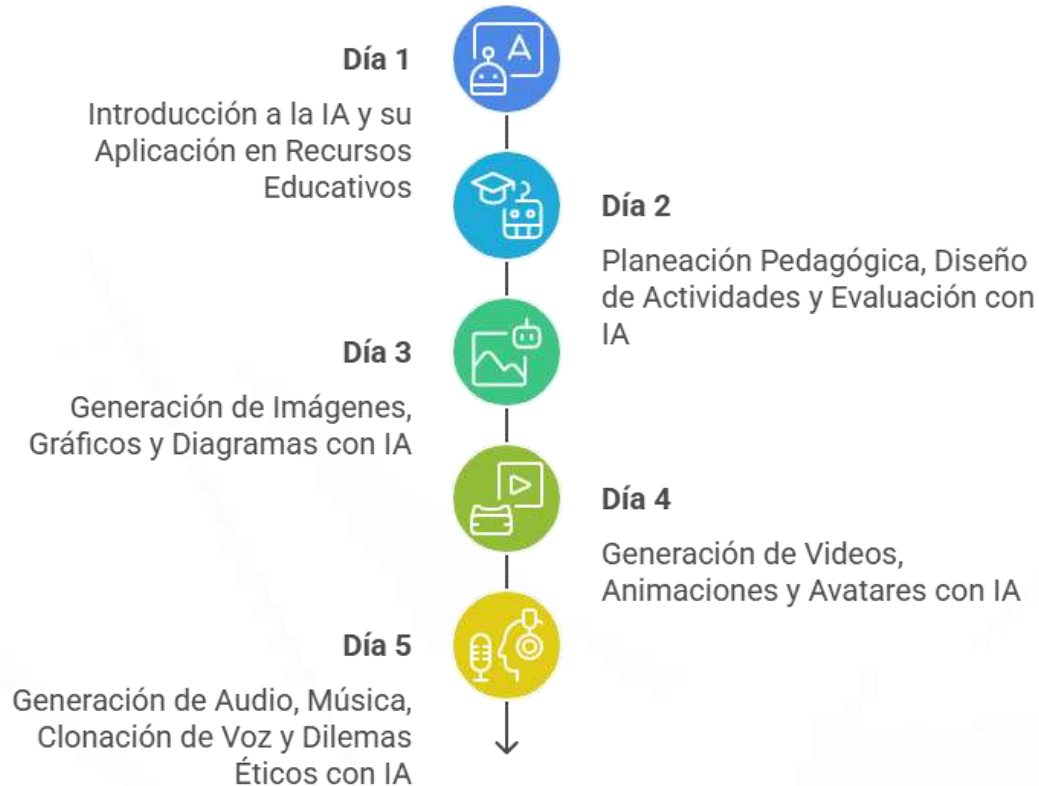 Día 1
Introducción a la IA y su
Aplicación en Recursos
Educativos
Día 2
Planeación Pedagógica, Diseño
de Actividades y Evaluación con
IA
Día 3
Generación de Imágenes,
Gráficos y Diagramas con IA
Día 4
Generación de Videos,
Animaciones y Avatares con IA
Día 5
Generación de Audio, Música,
Clonación de Voz y Dilemas
Éticos con IA